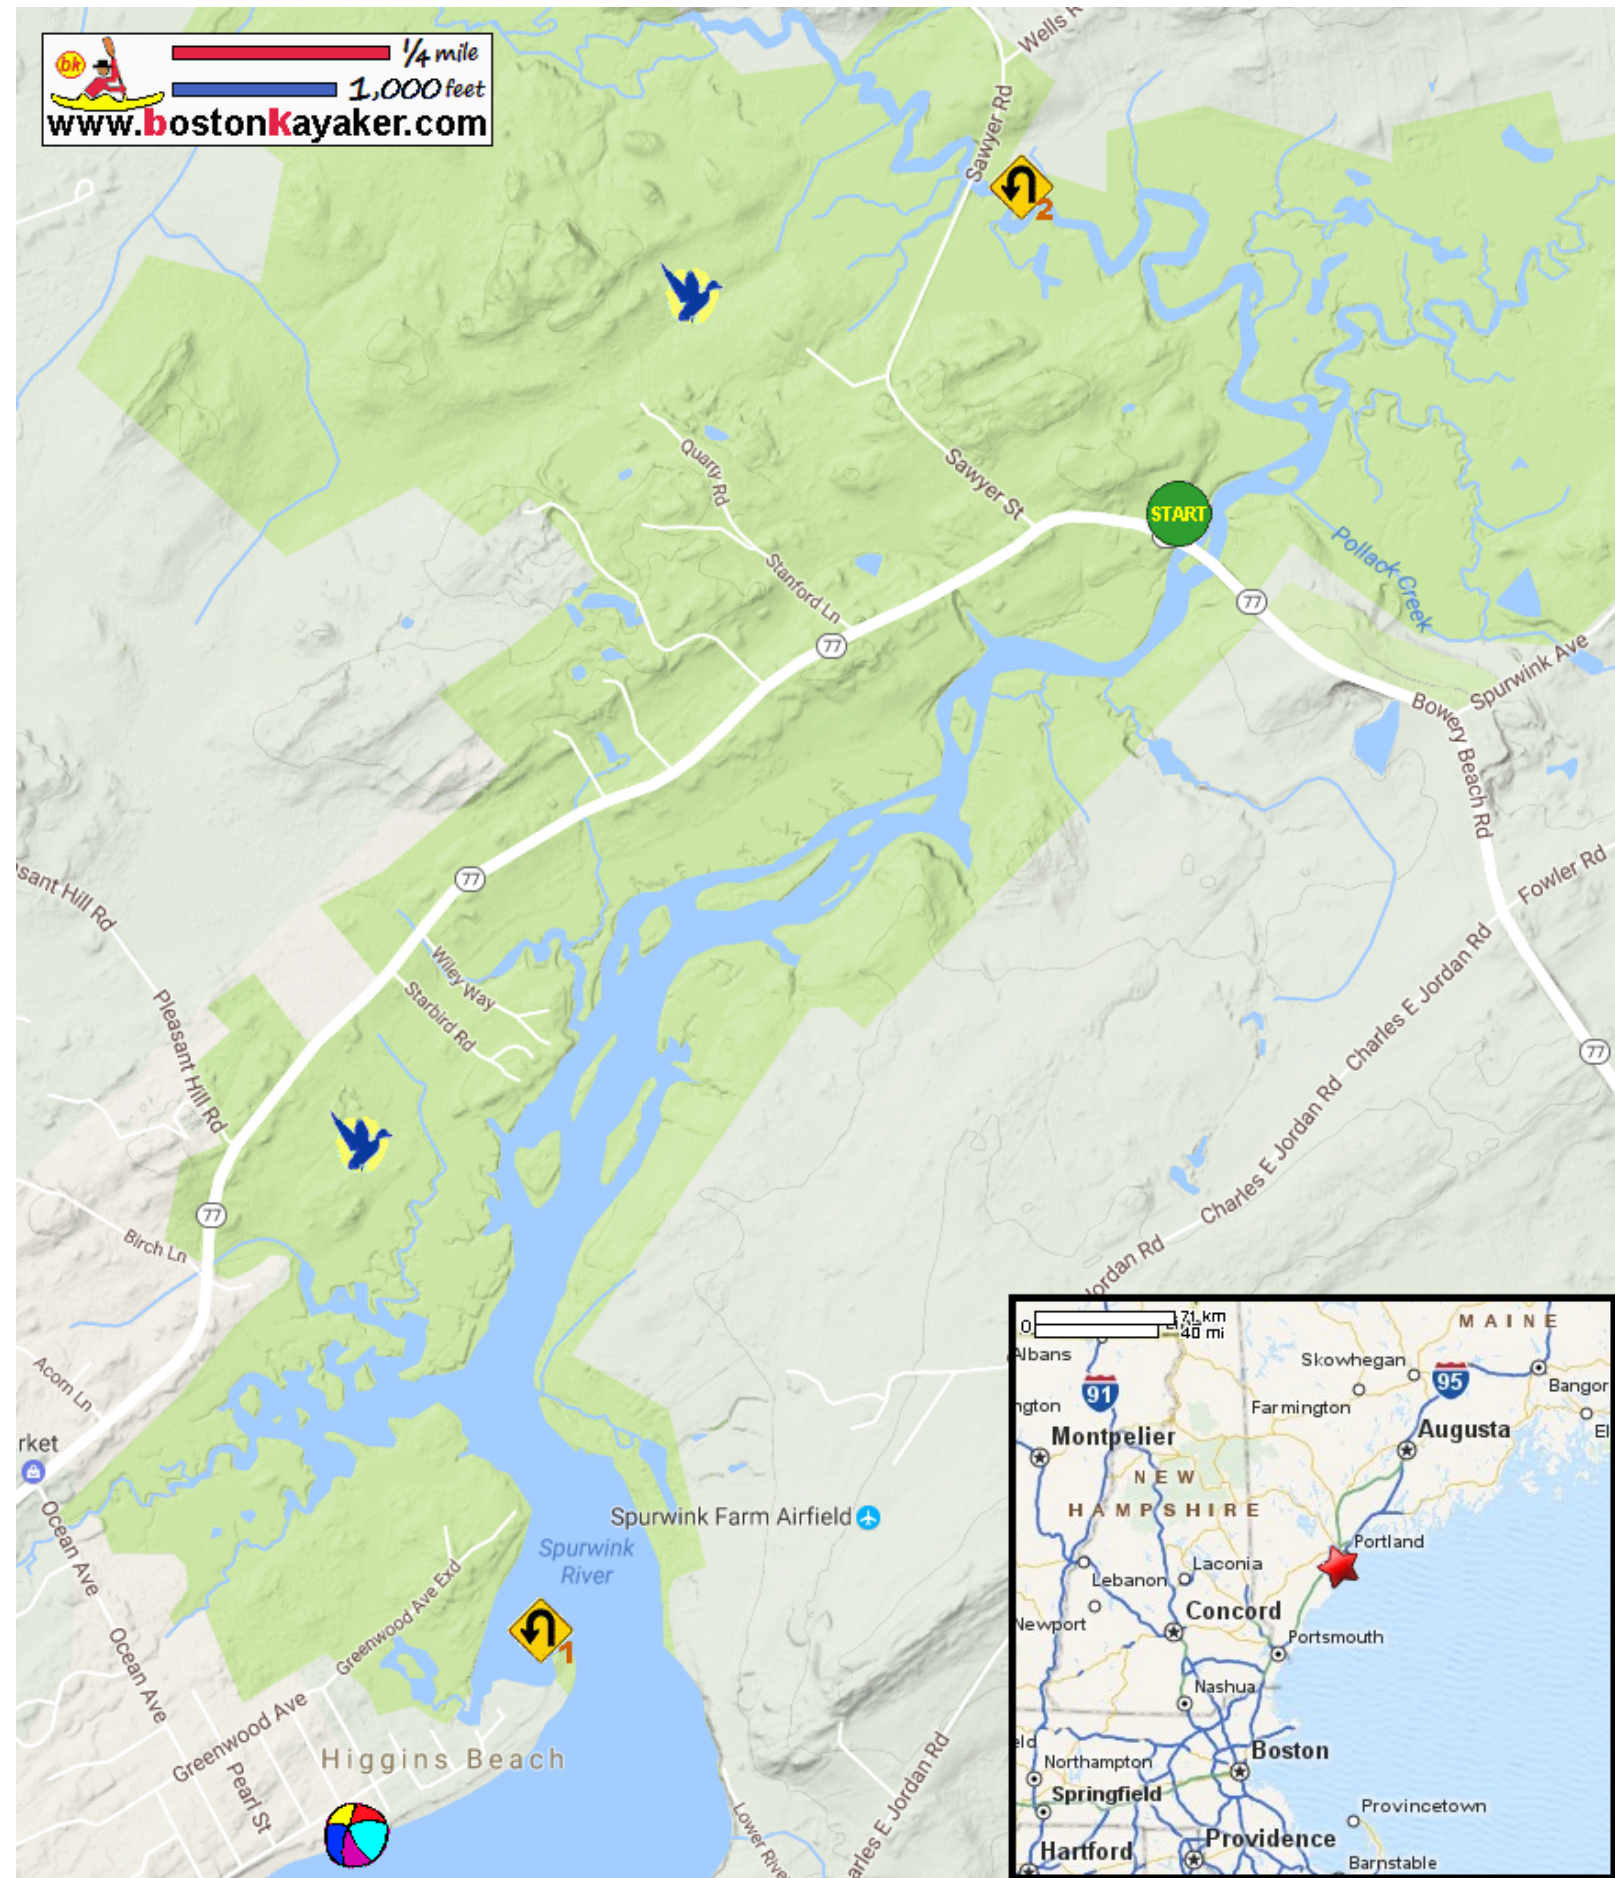 bk
¼ mile
1,000 feet
www.bostonkayaker.com
Wells R
Sawyer Rd
2
Quarry Rd
Sawyer St
START
Stanford Ln
Pollack Creek
77
77
Spurwink Ave
Bowery Beach Rd
77
sant Hill Rd
Fowler Rd
Wiley Way
Starbird Rd
Pleasant Hill Rd
Charles E Jordan Rd
77
Charles E Jordan Rd
77
Birch Ln
Jordan Rd
Acorn Ln
rket
Ocean Ave
Spurwink Farm Airfield
Spurwink
River
Greenwood Ave Exd
1
Ocean Ave
Greenwood Ave
Higgins Beach
Pearl St
Lower Rive
arles E Jordan Rd
0
71 km
40 mi
MAINE
Albans
Skowhegan
91
95
Bangor
ngton
Farmington
El
Montpelier
Augusta
NEW
HAMPSHIRE
Portland
Laconia
Lebanon
Newport
Concord
Portsmouth
Nashua
eld
Boston
Northampton
Springfield
Provincetown
Providence
Hartford
Barnstable